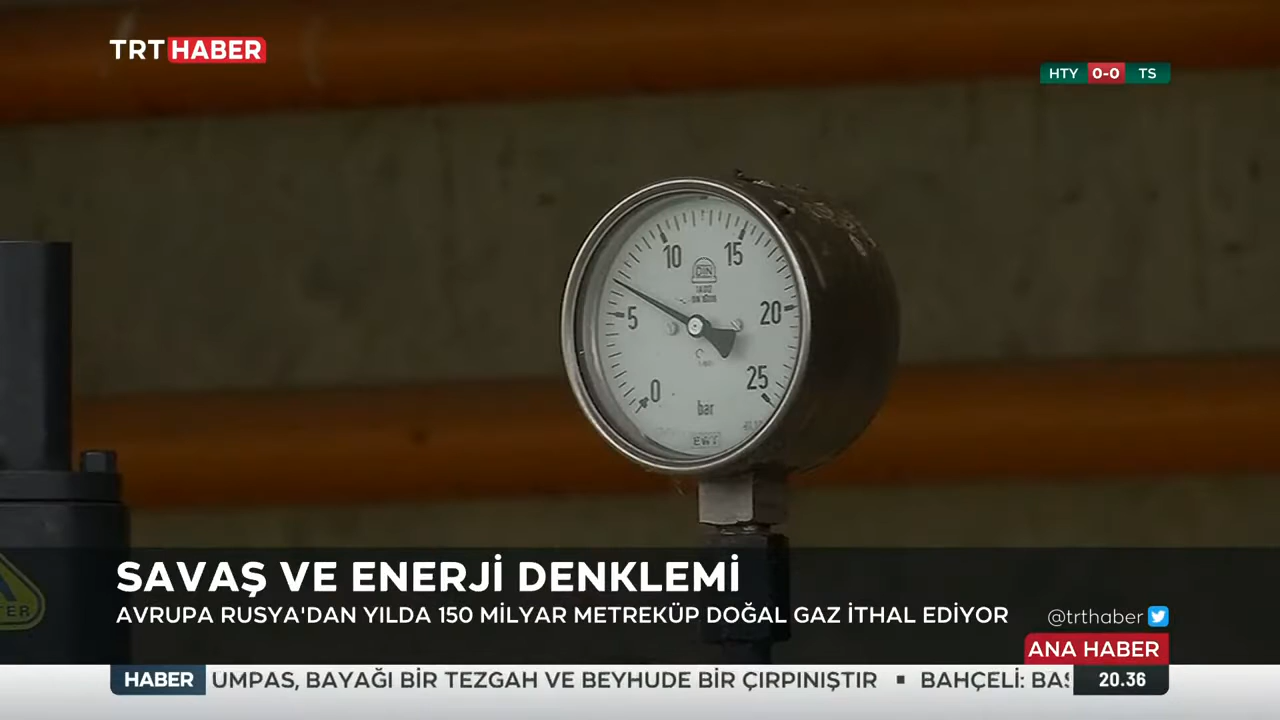 TRT HABER
HTY 0-0 TS
10
15
5
20
0
25
DIN
bar
SAVAŞ VE ENERJİ DENKLEMİ
AVRUPA RUSYA'DAN YILDA 150 MİLYAR METREKÜP DOĞAL GAZ İTHAL EDİYOR
@trthaber
ANA HABER
HABER UMPAS, BAYAĞI BİR TEZGAH VE BEYHUDE BİR ÇIRPINIŞTIR ▪ BAHÇELİ: BAŞ
20.36